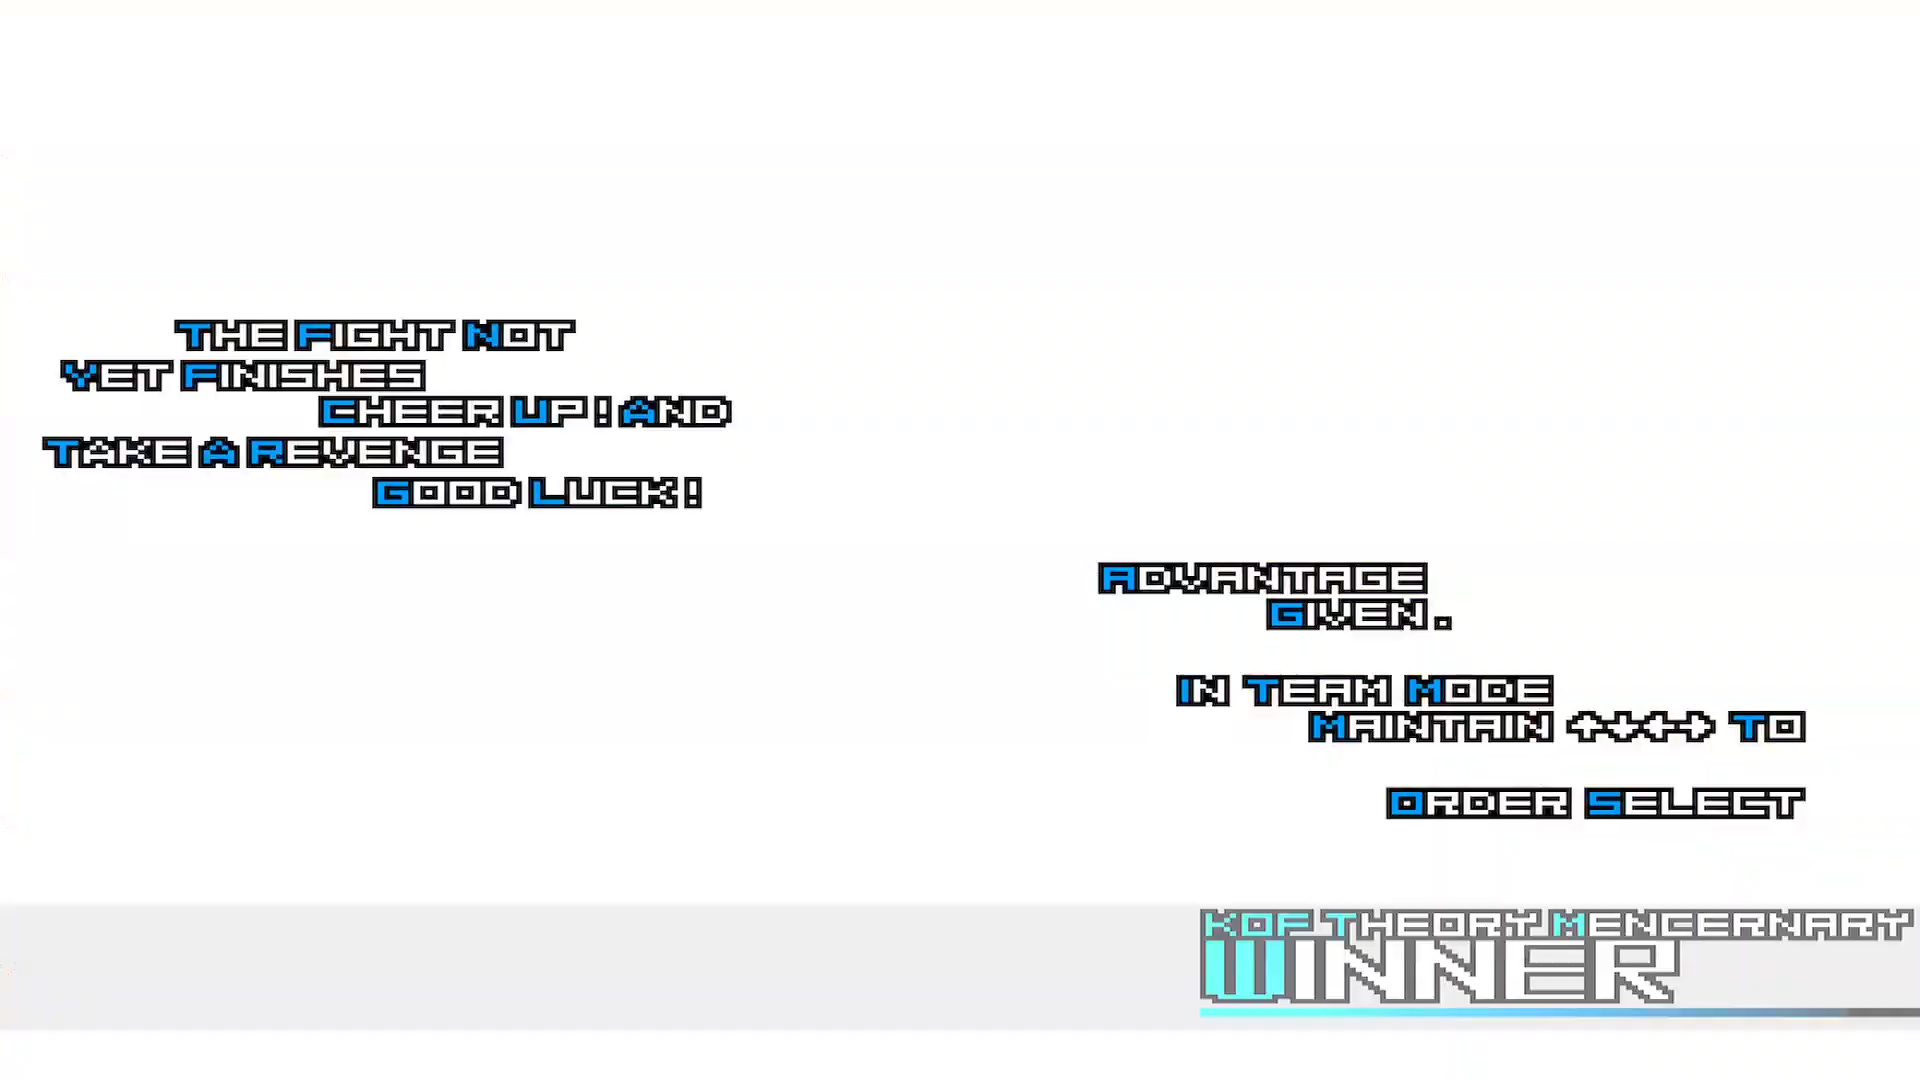 THE FIGHT NOT
YET FINISHES
CHEER UP! AND
TAKE A REVENGE
GOOD LUCK!
ADVANTAGE
GIVEN.
IN TEAM MODE
MAINTAIN ↑↓←→ TO
ORDER SELECT
KOF THEORY MENCERNARY
WINNER